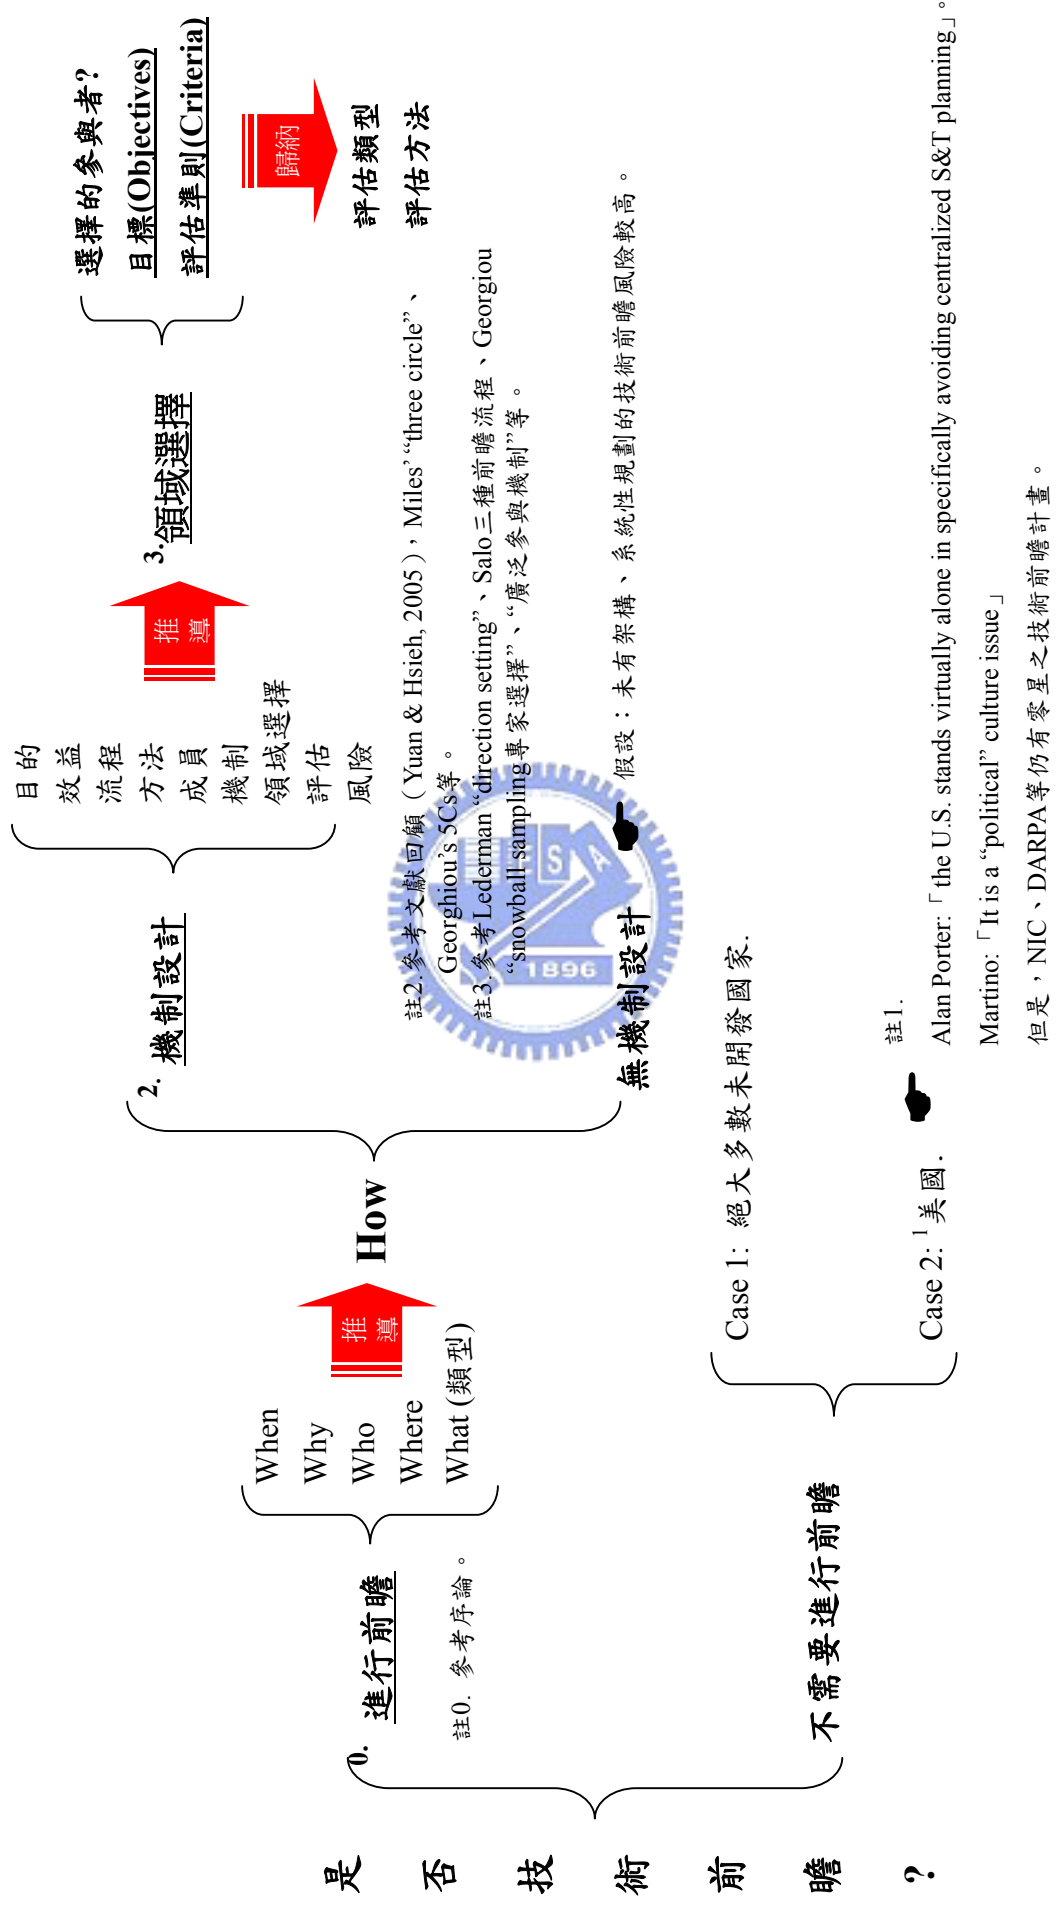 是否技術前瞻?
0.
進行前瞻
註0. 參考序論。
When
Why
Who
Where
What (類型)
推導
How
2.
機制設計
目的
效益
流程
方法
成員
機制
領域選擇
評估
風險
推導
3.
領域選擇
選擇的參與者?
目標(Objectives)
評估準則(Criteria)
歸納
評估類型
評估方法
註2.參考文獻回顧（Yuan & Hsieh, 2005），Miles’ “three circle”、
Georghiou’s 5Cs等。
註3. 參考Lederman “direction setting”、Salo三種前瞻流程、Georgiou
“snowball sampling專家選擇”、“廣泛參與機制”等。
無機制設計
假設：未有架構、系統性規劃的技術前瞻風險較高。
不需要進行前瞻
Case 1: 絕大多數未開發國家.
Case 2: 1美國.
註1.
Alan Porter:「the U.S. stands virtually alone in specifically avoiding centralized S&T planning」。
Martino:「It is a “political” culture issue」
但是，NIC、DARPA等仍有零星之技術前瞻計畫。
E
S
A
1896